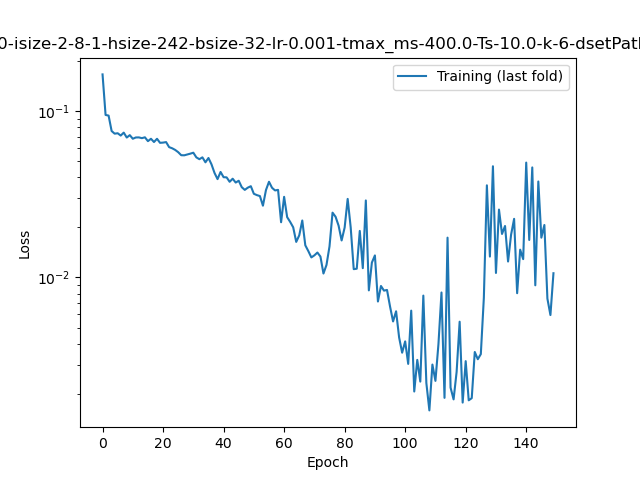 0-isize-2-8-1-hsize-242-bsize-32-lr-0.001-tmax_ms-400.0-Ts-10.0-k-6-dsetPath
Training (last fold)
10⁻¹
10⁻²
Loss
0 20 40 60 80 100 120 140
Epoch